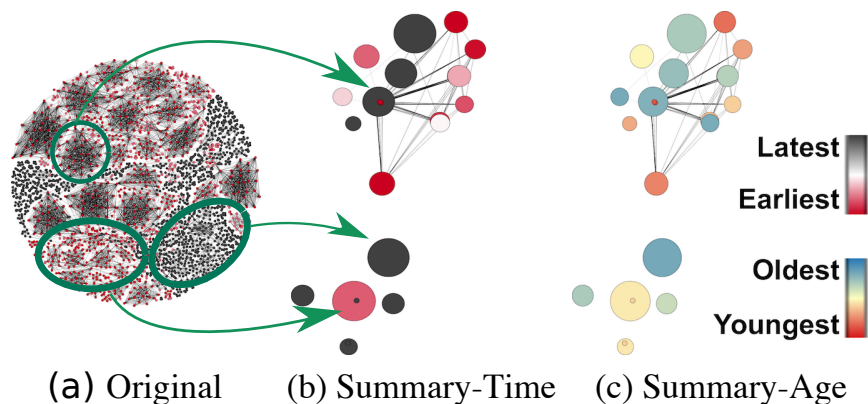 Latest
Earliest
Oldest
Youngest
(a) Original
(b) Summary-Time
(c) Summary-Age